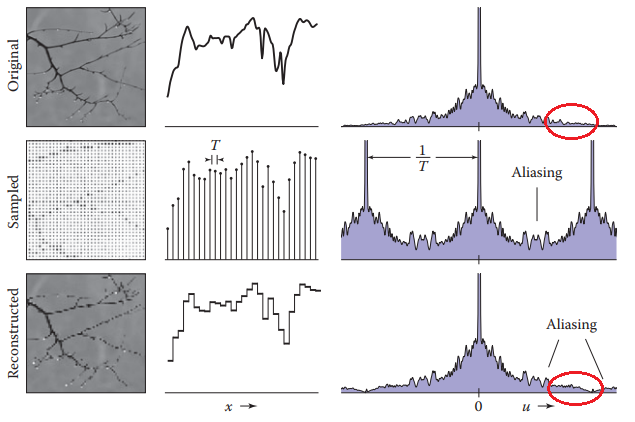 Original
Sampled
T
1
T
Aliasing
Reconstructed
Aliasing
x
0
u